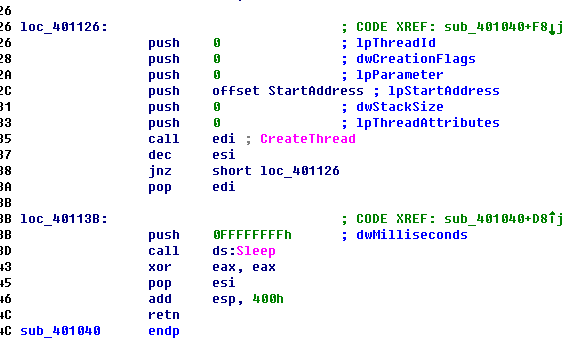 26
26 loc_401126: ; CODE XREF: sub_401040+F8↓j
26 push 0 ; lpThreadId
28 push 0 ; dwCreationFlags
2A push 0 ; lpParameter
2C push offset StartAddress ; lpStartAddress
31 push 0 ; dwStackSize
33 push 0 ; lpThreadAttributes
35 call edi ; CreateThread
37 dec esi
38 jnz short loc_401126
3A pop edi
3B
3B loc_40113B: ; CODE XREF: sub_401040+D8↑j
3B push 0FFFFFFFFh ; dwMilliseconds
3D call ds:Sleep
43 xor eax, eax
45 pop esi
46 add esp, 400h
4C retn
4C sub_401040 endp